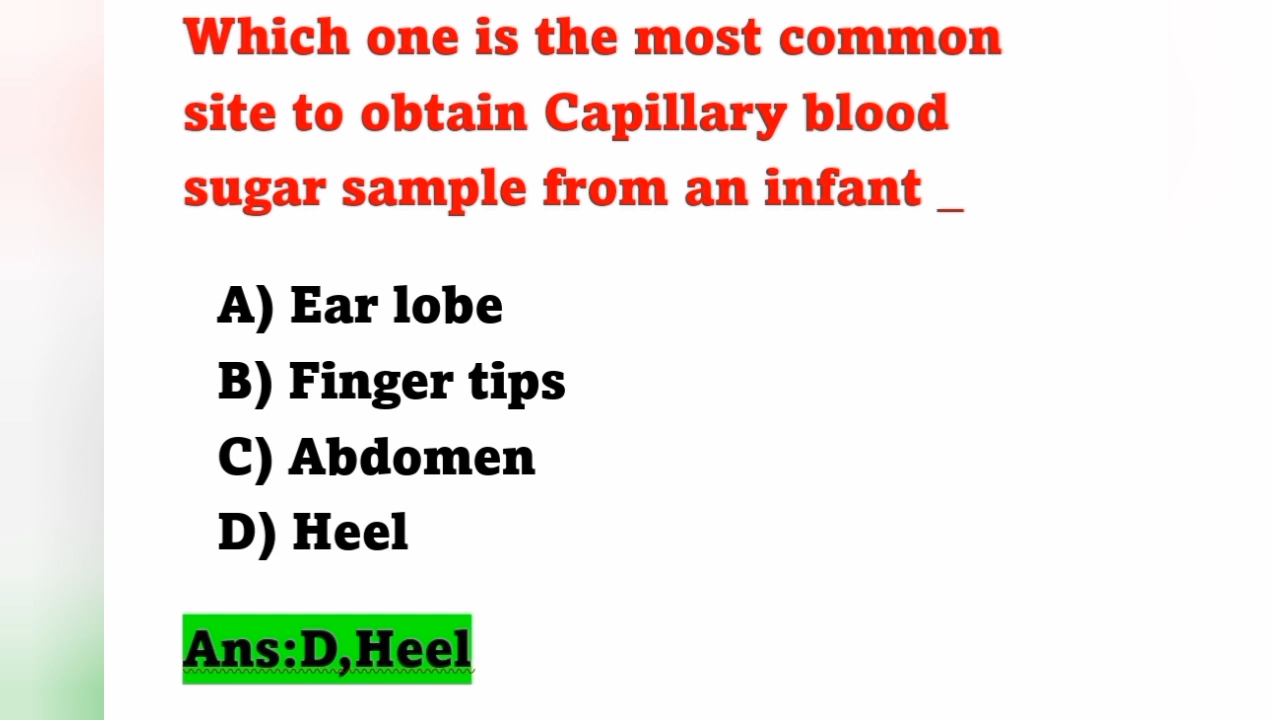 Which one is the most common
site to obtain Capillary blood
sugar sample from an infant _
A) Ear lobe
B) Finger tips
C) Abdomen
D) Heel
Ans:D,Heel